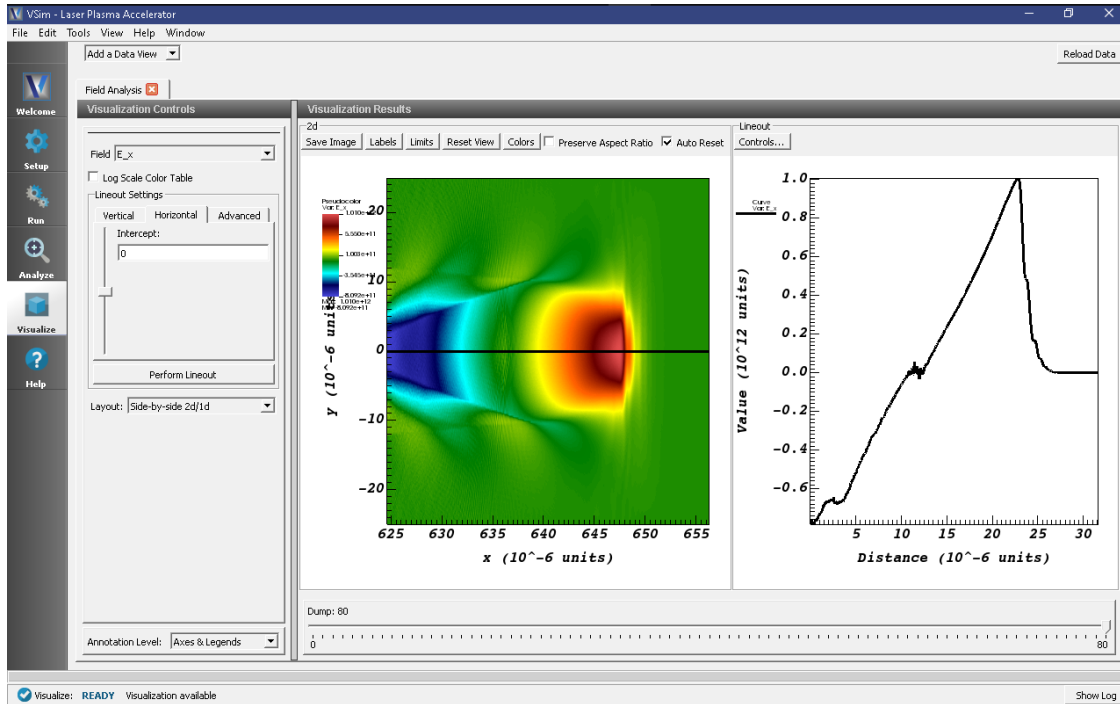 VSim - Laser Plasma Accelerator
File Edit Tools View Help Window
Add a Data View
Reload Data
Field Analysis
Visualization Controls
Visualization Results
Welcome
Setup
Run
Analyze
Visualize
Help
Field E_x
Log Scale Color Table
Lineout Settings
Vertical Horizontal Advanced
Intercept:
0
Perform Lineout
Layout: Side-by-side 2d/1d
Annotation Level: Axes & Legends
2d
Save Image Labels Limits Reset View Colors Preserve Aspect Ratio Auto Reset
Pseudocolor
Var: E_x
5.550e+11
1.003e+11
20
10
0
-10
-20
y (10^-6 units)
625 630 635 640 645 650 655
x (10^-6 units)
Lineout
Controls...
Curve
Var: E_x
1.0
0.8
0.6
0.4
0.2
0.0
-0.2
-0.4
-0.6
Value (10^12 units)
5 10 15 20 25 30
Distance (10^-6 units)
Dump: 80
0 80
Visualize: READY Visualization available
Show Log